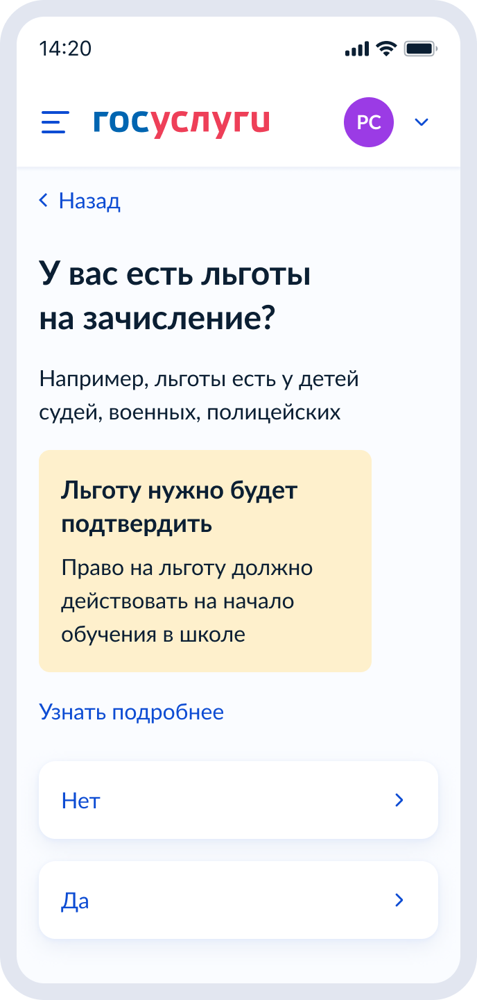 14:20
госуслуги
РС
Назад
У вас есть льготы
на зачисление?
Например, льготы есть у детей
судей, военных, полицейских
Льготу нужно будет
подтвердить
Право на льготу должно
действовать на начало
обучения в школе
Узнать подробнее
Нет
Да